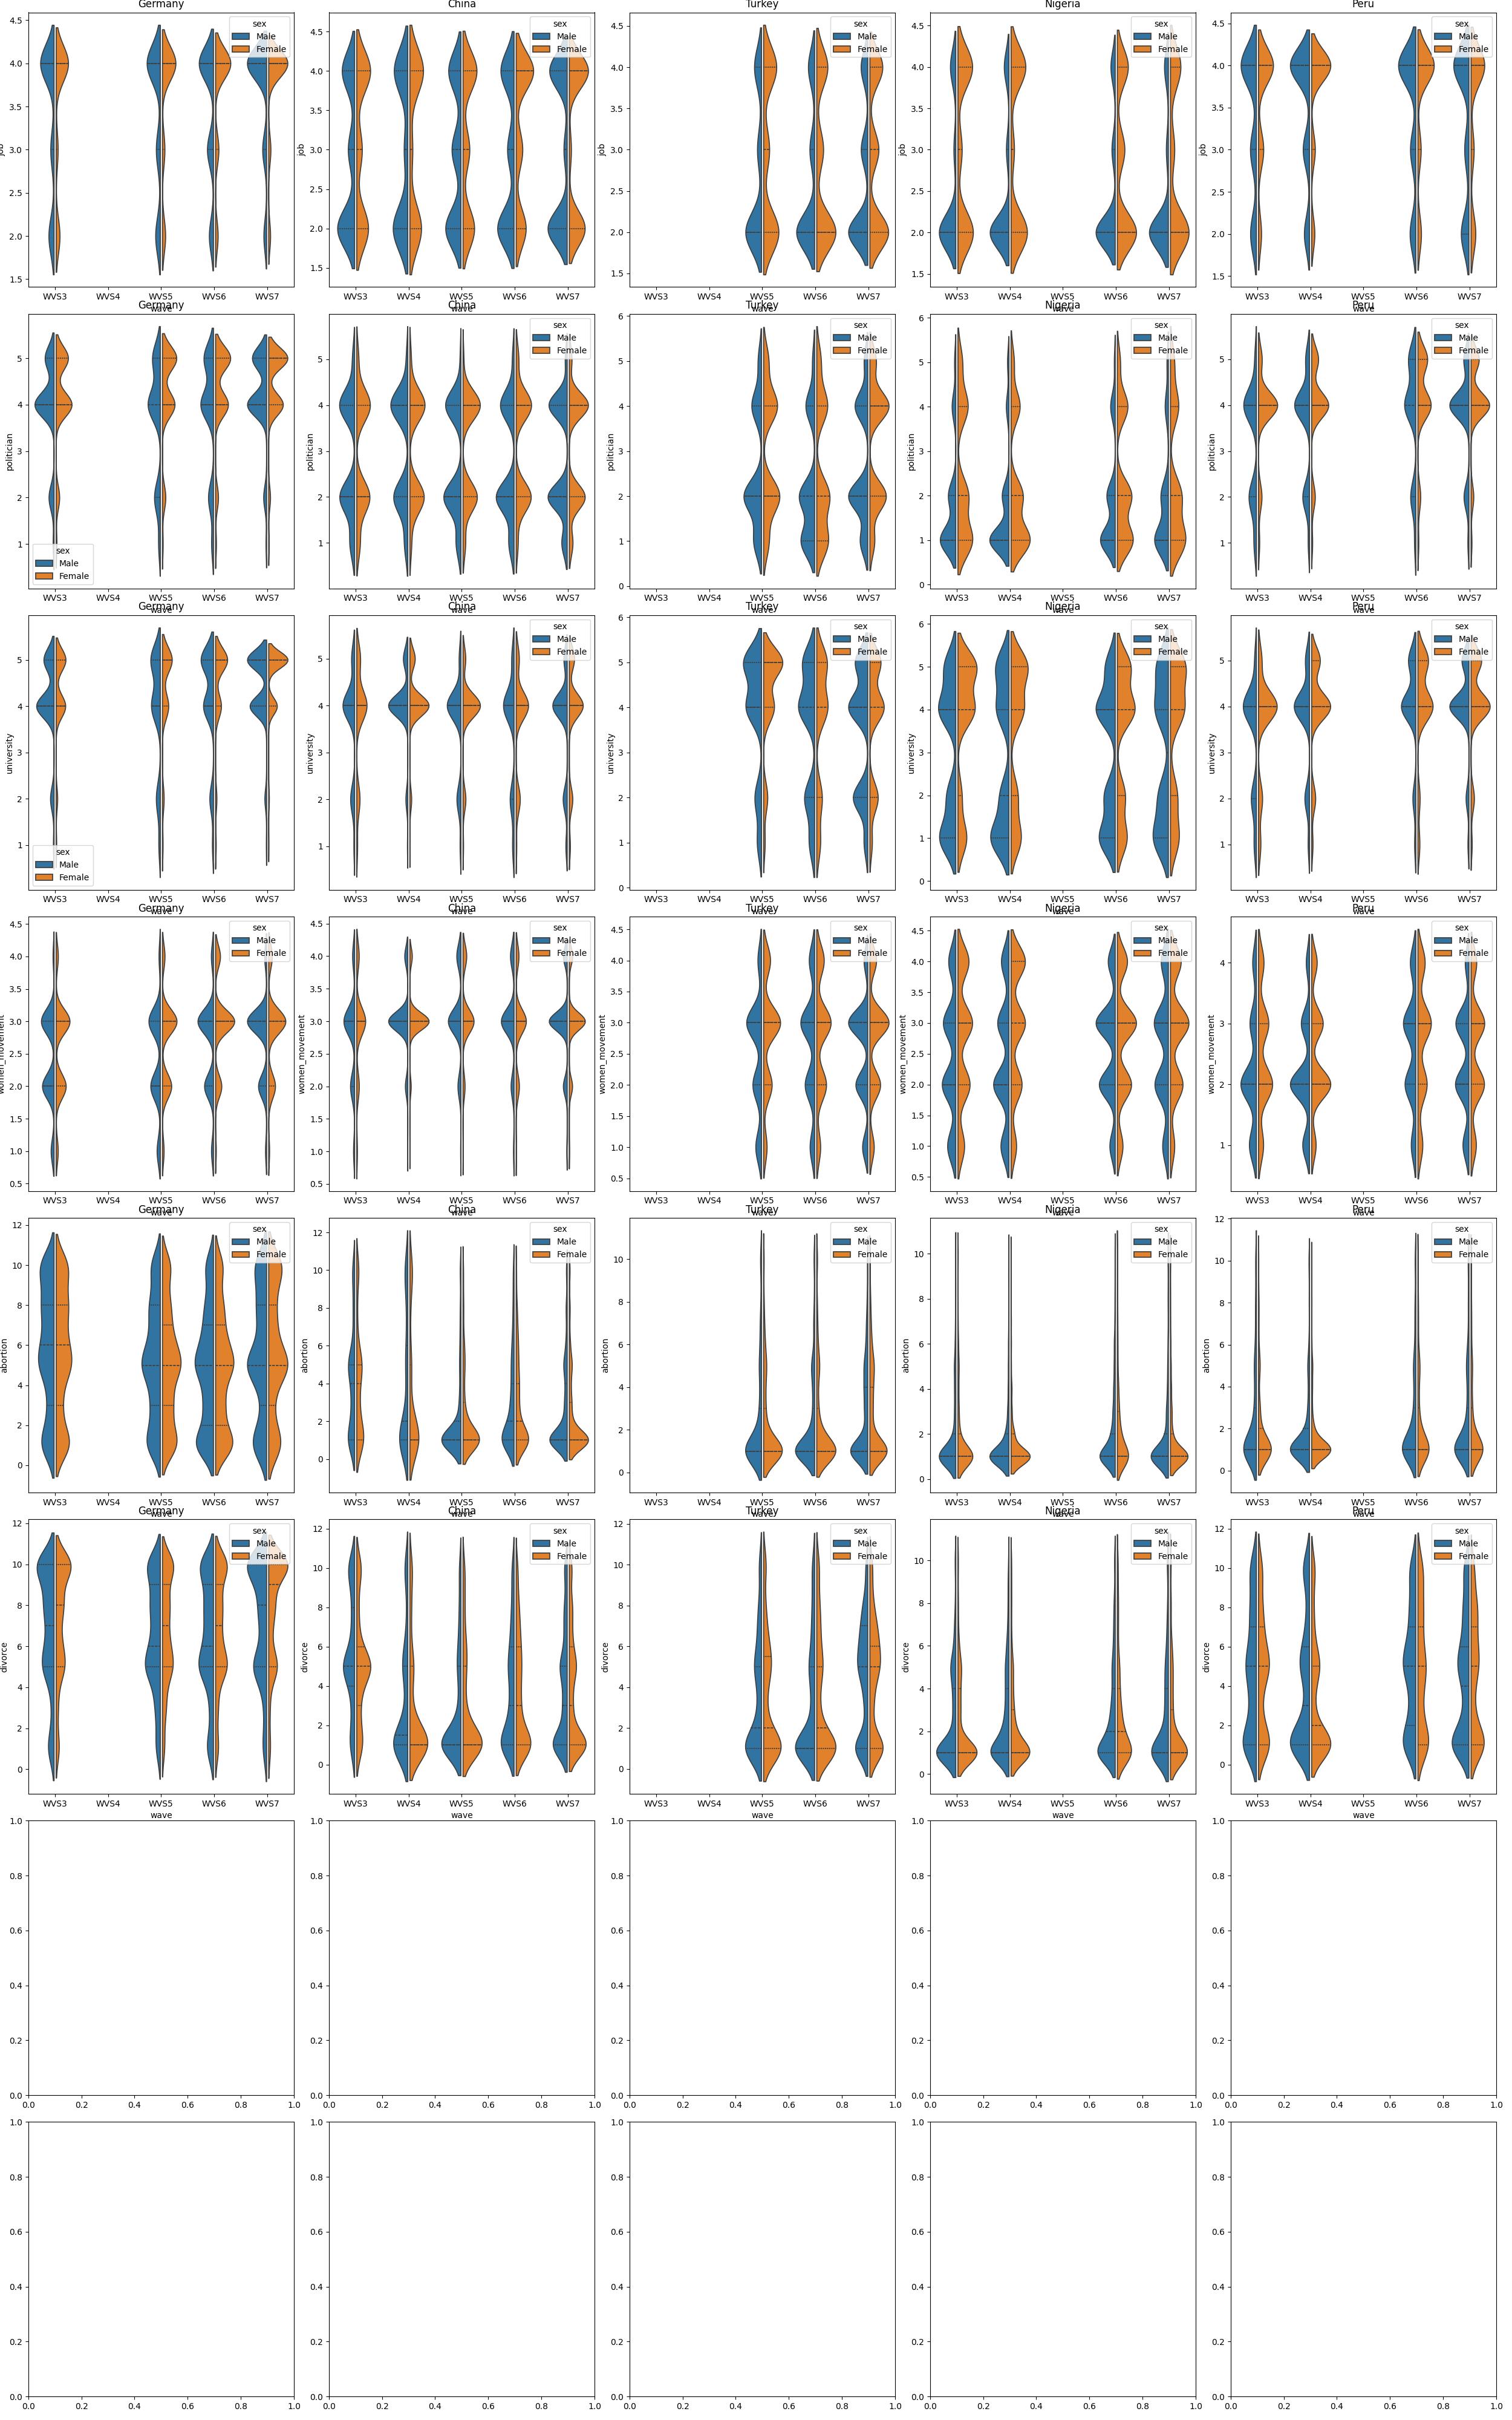 Germany China Turkey Nigeria Peru
sex sex sex sex sex
Male Male Male Male Male
Female Female Female Female Female
4.5 4.5 4.5 4.5 4.5
4.0 4.0 4.0 4.0 4.0
3.5 3.5 3.5 3.5 3.5
3.0 3.0 3.0 3.0 3.0
job job job job job
2.5 2.5 2.5 2.5 2.5
2.0 2.0 2.0 2.0 2.0
1.5 1.5 1.5 1.5 1.5
WVS3 WVS4 WVS5 WVS6 WVS7 WVS3 WVS4 WVS5 WVS6 WVS7 WVS3 WVS4 WVS5 WVS6 WVS7 WVS3 WVS4 WVS5 WVS6 WVS7 WVS3 WVS4 WVS5 WVS6 WVS7
wave wave wave wave wave
Germany China Turkey Nigeria Peru
6 6
sex sex sex sex
Male Male Male Male
Female Female Female Female
5 5 5 5 5
4 4 4 4 4
3 3 3 3 3
politician politician politician politician politician
2 2 2 2 2
1 1 1 1 1
sex
Male
Female
0 0
WVS3 WVS4 WVS5 WVS6 WVS7 WVS3 WVS4 WVS5 WVS6 WVS7 WVS3 WVS4 WVS5 WVS6 WVS7 WVS3 WVS4 WVS5 WVS6 WVS7 WVS3 WVS4 WVS5 WVS6 WVS7
wave wave wave wave wave
Germany China Turkey Nigeria Peru
6 6
sex sex sex sex
Male Male Male Male
Female Female Female Female
5 5 5 5 5
4 4 4 4 4
3 3 3 3 3
university university university university university
2 2 2 2 2
1 1 1 1 1
sex
Male
Female
0 0
WVS3 WVS4 WVS5 WVS6 WVS7 WVS3 WVS4 WVS5 WVS6 WVS7 WVS3 WVS4 WVS5 WVS6 WVS7 WVS3 WVS4 WVS5 WVS6 WVS7 WVS3 WVS4 WVS5 WVS6 WVS7
wave wave wave wave wave
Germany China Turkey Nigeria Peru
sex sex sex sex sex
Male Male Male Male Male
Female Female Female Female Female
4.5 4.5 4.5 4.5
4.0 4.0 4.0 4.0 4
3.5 3.5 3.5 3.5
3.0 3.0 3.0 3.0 3
women_movement women_movement women_movement women_movement women_movement
2.5 2.5 2.5 2.5
2.0 2.0 2.0 2.0 2
1.5 1.5 1.5 1.5
1.0 1.0 1.0 1.0 1
0.5 0.5 0.5 0.5
WVS3 WVS4 WVS5 WVS6 WVS7 WVS3 WVS4 WVS5 WVS6 WVS7 WVS3 WVS4 WVS5 WVS6 WVS7 WVS3 WVS4 WVS5 WVS6 WVS7 WVS3 WVS4 WVS5 WVS6 WVS7
wave wave wave wave wave
Germany China Turkey Nigeria Peru
sex sex sex sex sex
Male Male Male Male Male
Female Female Female Female Female
12 12 12
10 10 10 10 10
8 8 8 8 8
6 6 6 6 6
abortion abortion abortion abortion abortion
4 4 4 4 4
2 2 2 2 2
0 0 0 0 0
WVS3 WVS4 WVS5 WVS6 WVS7 WVS3 WVS4 WVS5 WVS6 WVS7 WVS3 WVS4 WVS5 WVS6 WVS7 WVS3 WVS4 WVS5 WVS6 WVS7 WVS3 WVS4 WVS5 WVS6 WVS7
wave wave wave wave wave
Germany China Turkey Nigeria Peru
sex sex sex sex sex
Male Male Male Male Male
Female Female Female Female Female
12 12 12 12
10 10 10 10 10
8 8 8 8 8
6 6 6 6 6
divorce divorce divorce divorce divorce
4 4 4 4 4
2 2 2 2 2
0 0 0 0 0
WVS3 WVS4 WVS5 WVS6 WVS7 WVS3 WVS4 WVS5 WVS6 WVS7 WVS3 WVS4 WVS5 WVS6 WVS7 WVS3 WVS4 WVS5 WVS6 WVS7 WVS3 WVS4 WVS5 WVS6 WVS7
wave wave wave wave wave
1.0 1.0 1.0 1.0 1.0
0.8 0.8 0.8 0.8 0.8
0.6 0.6 0.6 0.6 0.6
0.4 0.4 0.4 0.4 0.4
0.2 0.2 0.2 0.2 0.2
0.0 0.0 0.0 0.0 0.0
0.0 0.2 0.4 0.6 0.8 1.0 0.0 0.2 0.4 0.6 0.8 1.0 0.0 0.2 0.4 0.6 0.8 1.0 0.0 0.2 0.4 0.6 0.8 1.0 0.0 0.2 0.4 0.6 0.8 1.0
1.0 1.0 1.0 1.0 1.0
0.8 0.8 0.8 0.8 0.8
0.6 0.6 0.6 0.6 0.6
0.4 0.4 0.4 0.4 0.4
0.2 0.2 0.2 0.2 0.2
0.0 0.0 0.0 0.0 0.0
0.0 0.2 0.4 0.6 0.8 1.0 0.0 0.2 0.4 0.6 0.8 1.0 0.0 0.2 0.4 0.6 0.8 1.0 0.0 0.2 0.4 0.6 0.8 1.0 0.0 0.2 0.4 0.6 0.8 1.0